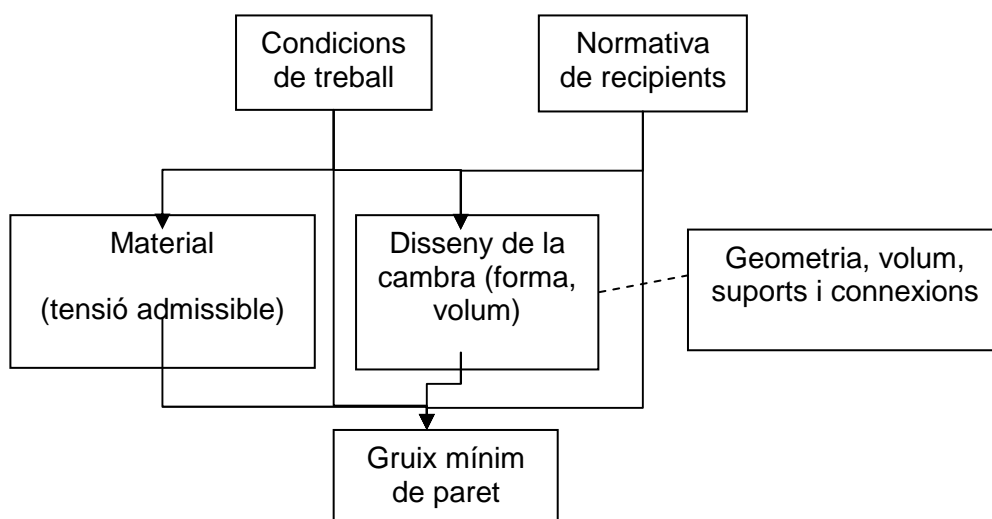 Condicions
de treball
Normativa
de recipients
Material
(tensió admissible)
Disseny de la
cambra (forma,
volum)
Geometria, volum,
suports i connexions
Gruix mínim
de paret